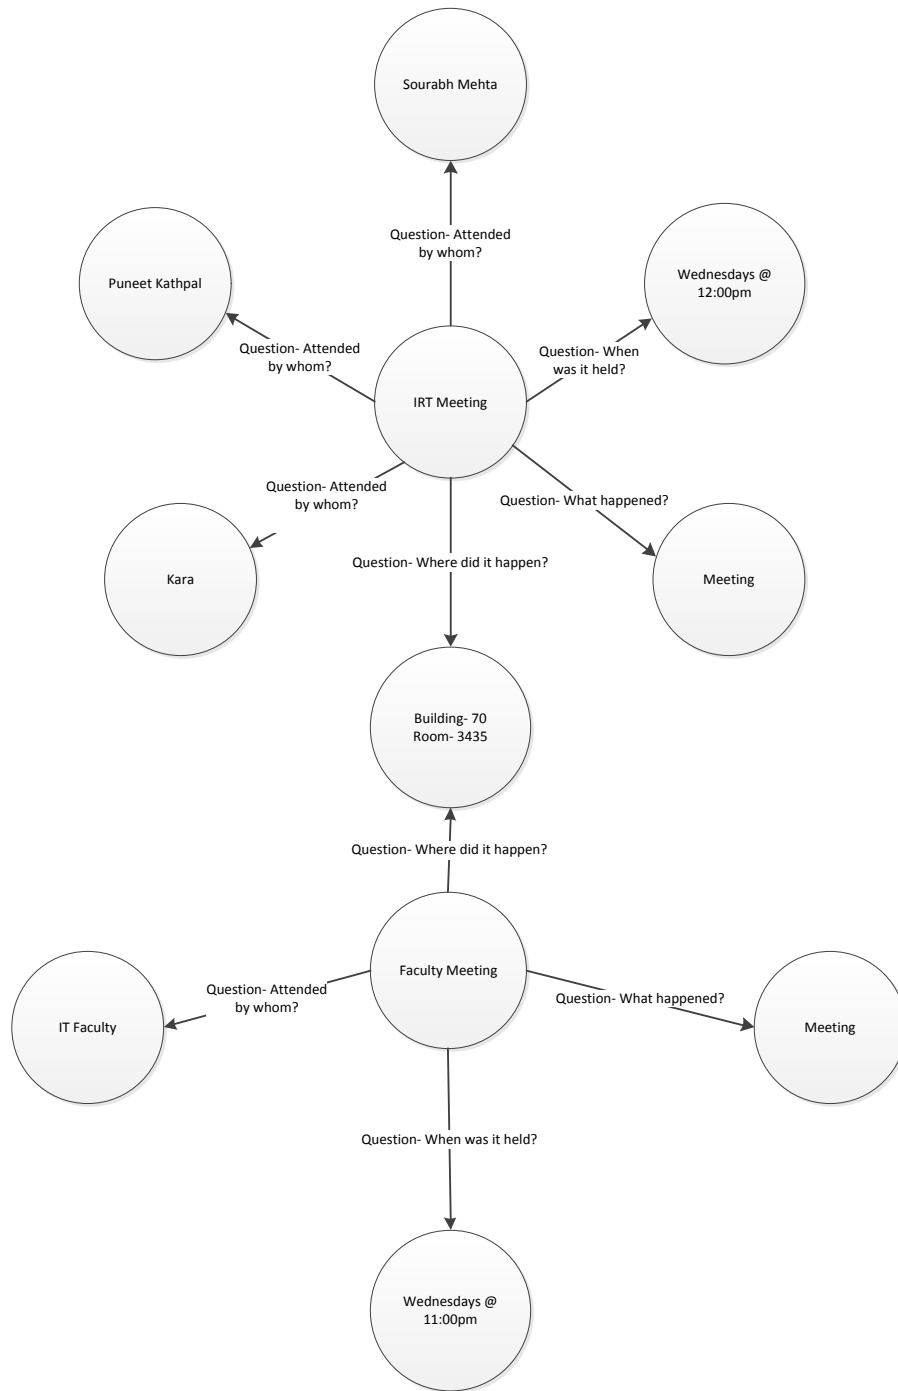 Sourabh Mehta
Question- Attended
by whom?
Puneet Kathpal
Wednesdays @
12:00pm
Question- Attended
by whom?
Question- When
was it held?
IRT Meeting
Question- Attended
by whom?
Question- What happened?
Question- Where did it happen?
Kara
Meeting
Building- 70
Room- 3435
Question- Where did it happen?
Faculty Meeting
Question- Attended
by whom?
Question- What happened?
IT Faculty
Meeting
Question- When was it held?
Wednesdays @
11:00pm